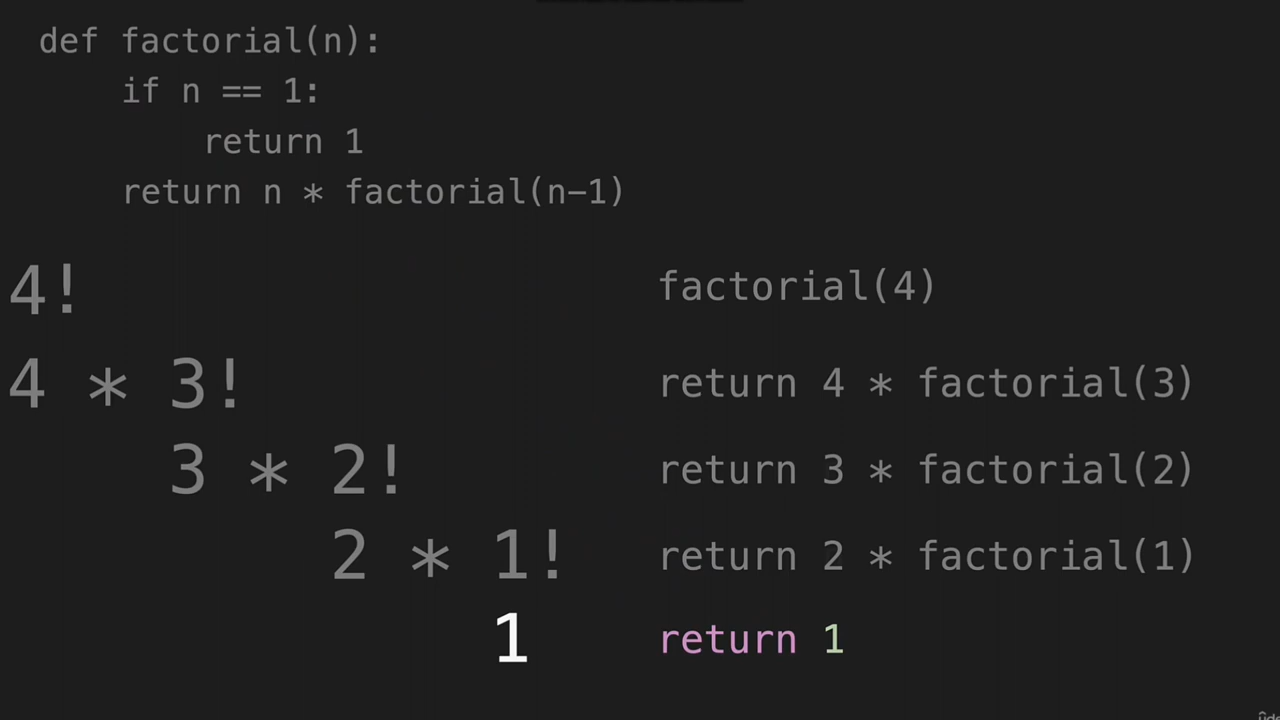 def factorial(n):
    if n == 1:
        return 1
    return n * factorial(n-1)
4!
factorial(4)
4 * 3!
return 4 * factorial(3)
3 * 2!
return 3 * factorial(2)
2 * 1!
return 2 * factorial(1)
1
return 1